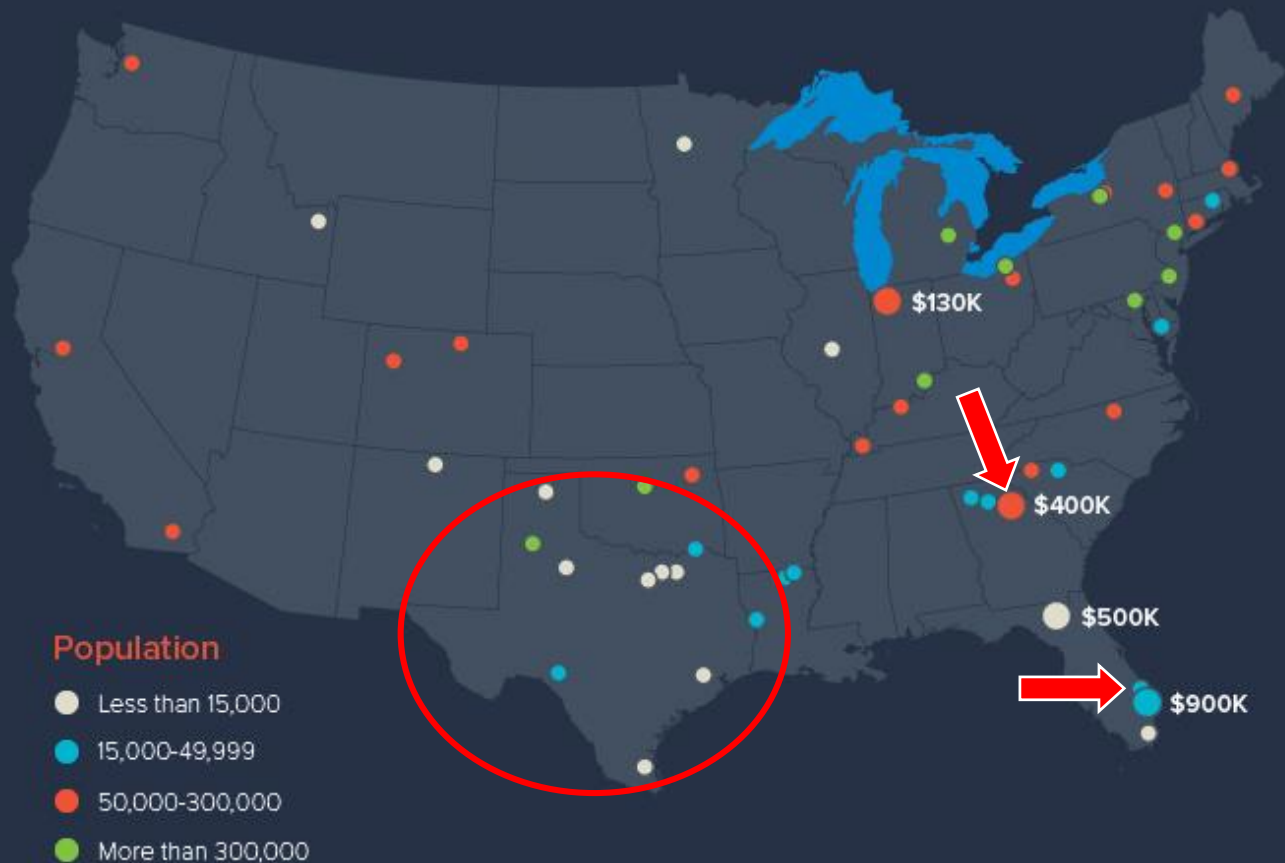 $130K
$400K
$500K
$900K
Population
Less than 15,000
15,000-49,999
50,000-300,000
More than 300,000